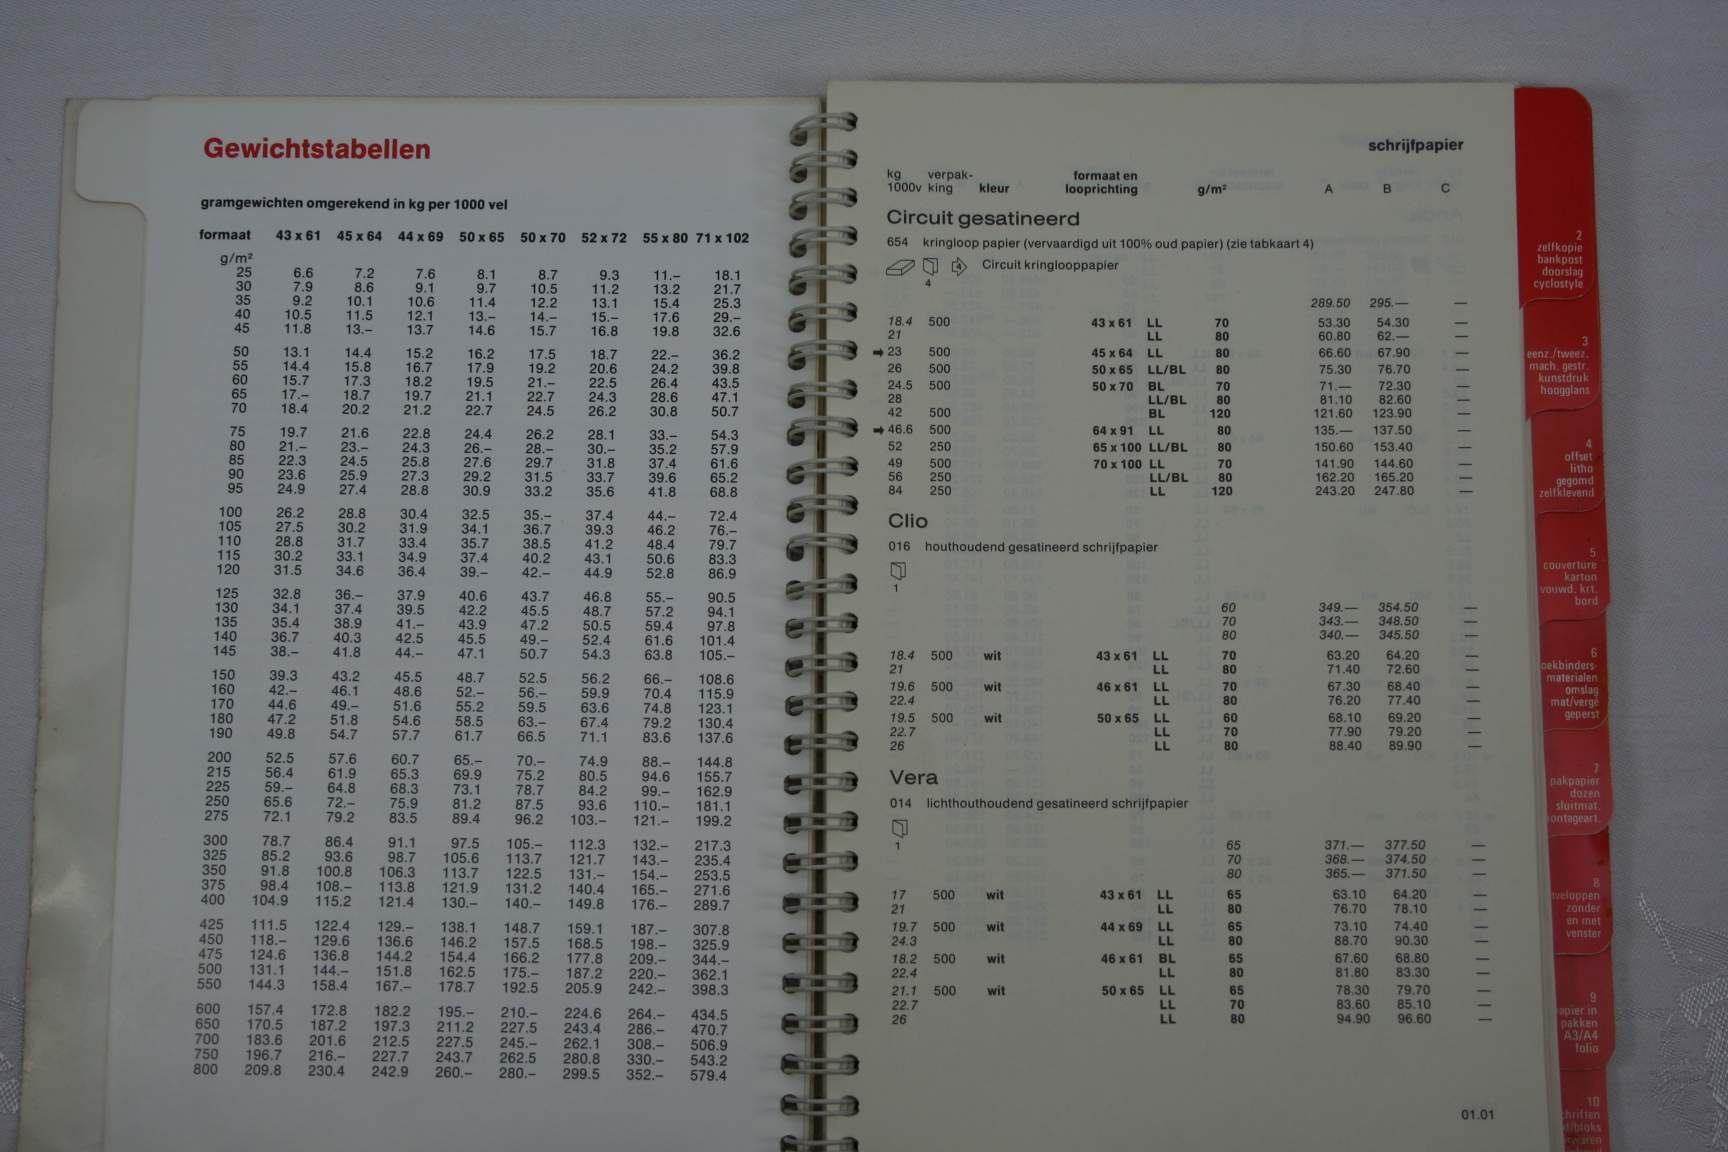 Gewichtstabellen
gramgewichten omgerekend in kg per 1000 vel
formaat 43 x 61 45 x 64 44 x 69 50 x 65 50 x 70 52 x 72 55 x 80 71 x 102
g/m²
25 6.6 7.2 7.6 8.1 8.7 9.3 11.– 18.1
30 7.9 8.6 9.1 9.7 10.5 11.2 13.2 21.7
35 9.2 10.1 10.6 11.4 12.2 13.1 15.4 25.3
40 10.5 11.5 12.1 13.– 14.– 15.– 17.6 29.–
45 11.8 13.– 13.7 14.6 15.7 16.8 19.8 32.6
50 13.1 14.4 15.2 16.2 17.5 18.7 22.– 36.2
55 14.4 15.8 16.7 17.9 19.2 20.6 24.2 39.8
60 15.7 17.3 18.2 19.5 21.– 22.5 26.4 43.5
65 17.– 18.7 19.7 21.1 22.7 24.3 28.6 47.1
70 18.4 20.2 21.2 22.7 24.5 26.2 30.8 50.7
75 19.7 21.6 22.8 24.4 26.2 28.1 33.– 54.3
80 21.– 23.– 24.3 26.– 28.– 30.– 35.2 57.9
85 22.3 24.5 25.8 27.6 29.7 31.8 37.4 61.6
90 23.6 25.9 27.3 29.2 31.5 33.7 39.6 65.2
95 24.9 27.4 28.8 30.9 33.2 35.6 41.8 68.8
100 26.2 28.8 30.4 32.5 35.– 37.4 44.– 72.4
105 27.5 30.2 31.9 34.1 36.7 39.3 46.2 76.–
110 28.8 31.7 33.4 35.7 38.5 41.2 48.4 79.7
115 30.2 33.1 34.9 37.4 40.2 43.1 50.6 83.3
120 31.5 34.6 36.4 39.– 42.– 44.9 52.8 86.9
125 32.8 36.– 37.9 40.6 43.7 46.8 55.– 90.5
130 34.1 37.4 39.5 42.2 45.5 48.7 57.2 94.1
135 35.4 38.9 41.– 43.9 47.2 50.5 59.4 97.8
140 36.7 40.3 42.5 45.5 49.– 52.4 61.6 101.4
145 38.– 41.8 44.– 47.1 50.7 54.3 63.8 105.–
150 39.3 43.2 45.5 48.7 52.5 56.2 66.– 108.6
160 42.– 46.1 48.6 52.– 56.– 59.9 70.4 115.9
170 44.6 49.– 51.6 55.2 59.5 63.6 74.8 123.1
180 47.2 51.8 54.6 58.5 63.– 67.4 79.2 130.4
190 49.8 54.7 57.7 61.7 66.5 71.1 83.6 137.6
200 52.5 57.6 60.7 65.– 70.– 74.9 88.– 144.8
215 56.4 61.9 65.3 69.9 75.2 80.5 94.6 155.7
225 59.– 64.8 68.3 73.1 78.7 84.2 99.– 162.9
250 65.6 72.– 75.9 81.2 87.5 93.6 110.– 181.1
275 72.1 79.2 83.5 89.4 96.2 103.– 121.– 199.2
300 78.7 86.4 91.1 97.5 105.– 112.3 132.– 217.3
325 85.2 93.6 98.7 105.6 113.7 121.7 143.– 235.4
350 91.8 100.8 106.3 113.7 122.5 131.– 154.– 253.5
375 98.4 108.– 113.8 121.9 131.2 140.4 165.– 271.6
400 104.9 115.2 121.4 130.– 140.– 149.8 176.– 289.7
425 111.5 122.4 129.– 138.1 148.7 159.1 187.– 307.8
450 118.– 129.6 136.6 146.2 157.5 168.5 198.– 325.9
475 124.6 136.8 144.2 154.4 166.2 177.8 209.– 344.–
500 131.1 144.– 151.8 162.5 175.– 187.2 220.– 362.1
550 144.3 158.4 167.– 178.7 192.5 205.9 242.– 398.3
600 157.4 172.8 182.2 195.– 210.– 224.6 264.– 434.5
650 170.5 187.2 197.3 211.2 227.5 243.4 286.– 470.7
700 183.6 201.6 212.5 227.5 245.– 262.1 308.– 506.9
750 196.7 216.– 227.7 243.7 262.5 280.8 330.– 543.2
800 209.8 230.4 242.9 260.– 280.– 299.5 352.– 579.4
schrijfpapier
kg verpak- formaat en
1000v king kleur looprichting g/m² A B C
Circuit gesatineerd
654 kringloop papier (vervaardigd uit 100% oud papier) (zie tabkaart 4)
Circuit kringlooppapier
4
289.50 295.— —
18.4 500 43 x 61 LL 70 53.30 54.30 —
21 LL 80 60.80 62.— —
➡ 23 500 45 x 64 LL 80 66.60 67.90 —
26 500 50 x 65 LL/BL 80 75.30 76.70 —
24.5 500 50 x 70 BL 70 71.— 72.30 —
28 LL/BL 80 81.10 82.60 —
42 500 BL 120 121.60 123.90 —
➡ 46.6 500 64 x 91 LL 80 135.— 137.50 —
52 250 65 x 100 LL/BL 80 150.60 153.40 —
49 500 70 x 100 LL 70 141.90 144.60 —
56 250 LL/BL 80 162.20 165.20 —
84 250 LL 120 243.20 247.80 —
Clio
016 houthoudend gesatineerd schrijfpapier
1
60 349.— 354.50 —
70 343.— 348.50 —
80 340.— 345.50 —
18.4 500 wit 43 x 61 LL 70 63.20 64.20 —
21 LL 80 71.40 72.60 —
19.6 500 wit 46 x 61 LL 70 67.30 68.40 —
22.4 LL 80 76.20 77.40 —
19.5 500 wit 50 x 65 LL 60 68.10 69.20 —
22.7 LL 70 77.90 79.20 —
26 LL 80 88.40 89.90 —
Vera
014 lichthouthoudend gesatineerd schrijfpapier
1
65 371.— 377.50 —
70 368.— 374.50 —
80 365.— 371.50 —
17 500 wit 43 x 61 LL 65 63.10 64.20 —
21 LL 80 76.70 78.10 —
19.7 500 wit 44 x 69 LL 65 73.10 74.40 —
24.3 LL 80 88.70 90.30 —
18.2 500 wit 46 x 61 BL 65 67.60 68.80 —
22.4 LL 80 81.80 83.30 —
21.1 500 wit 50 x 65 LL 65 78.30 79.70 —
22.7 LL 70 83.60 85.10 —
26 LL 80 94.90 96.60 —
01.01
2
zelfkopie
bankpost
doorslag
cyclostyle
3
eenz./tweez.
mach. gestr.
kunstdruk
hoogglans
4
offset
litho
gegomd
zelfklevend
5
couverture
karton
vouwd. krt.
bord
6
oekbinders-
materialen
omslag
mat/vergé
geperst
7
pakpapier
dozen
sluitmat.
ontageart.
8
nveloppen
zonder
en met
venster
9
apier in
pakken
A3/A4
folio
10
chriften
t/bloks
rwaren